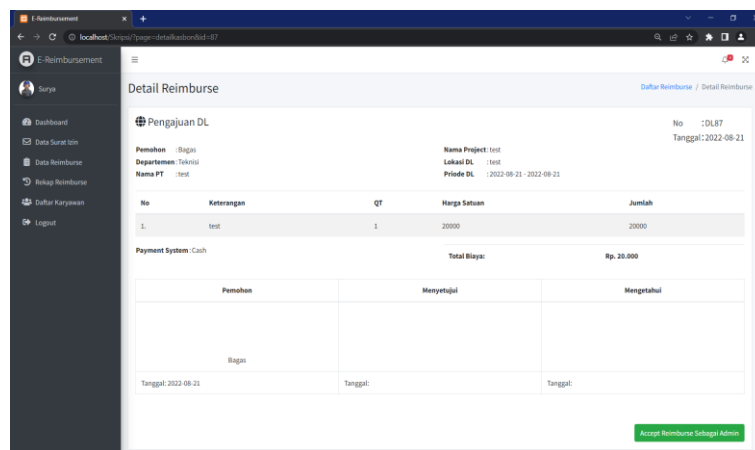 E-Reimbursement
localhost/Skripsi/?page=detailkasbon&id=87
E-Reimbursement
Surya
Dashboard
Data Surat Izin
Data Reimburse
Rekap Reimburse
Daftar Karyawan
Logout
Detail Reimburse
Daftar Reimburse / Detail Reimburse
Pengajuan DL
No :DL87
Tanggal:2022-08-21
Pemohon :Bagas
Departemen:Teknisi
Nama PT :test
Nama Project:test
Lokasi DL :test
Priode DL :2022-08-21 - 2022-08-21
No Keterangan QT Harga Satuan Jumlah
1. test 1 20000 20000
Payment System:Cash
Total Biaya: Rp. 20.000
Pemohon Menyetujui Mengetahui
Bagas
Tanggal: 2022-08-21 Tanggal: Tanggal:
Accept Reimburse Sebagai Admin